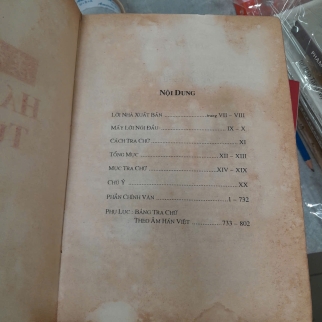 NỘI DUNG
LỜI NHÀ XUẤT BẢN ........ trang VII – VIII
MẤY LỜI NÓI ĐẦU ........ IX – X
CÁCH TRA CHỮ ........ XI
TỔNG MỤC ........ XII – XIII
MỤC TRA CHỮ ........ XIV – XIX
CHÚ Ý ........ XX
PHẦN CHÍNH VĂN ........ 1 – 732
PHỤ LỤC : BẢNG TRA CHỮ
THEO ÂM HÁN VIỆT ........ 733 – 802